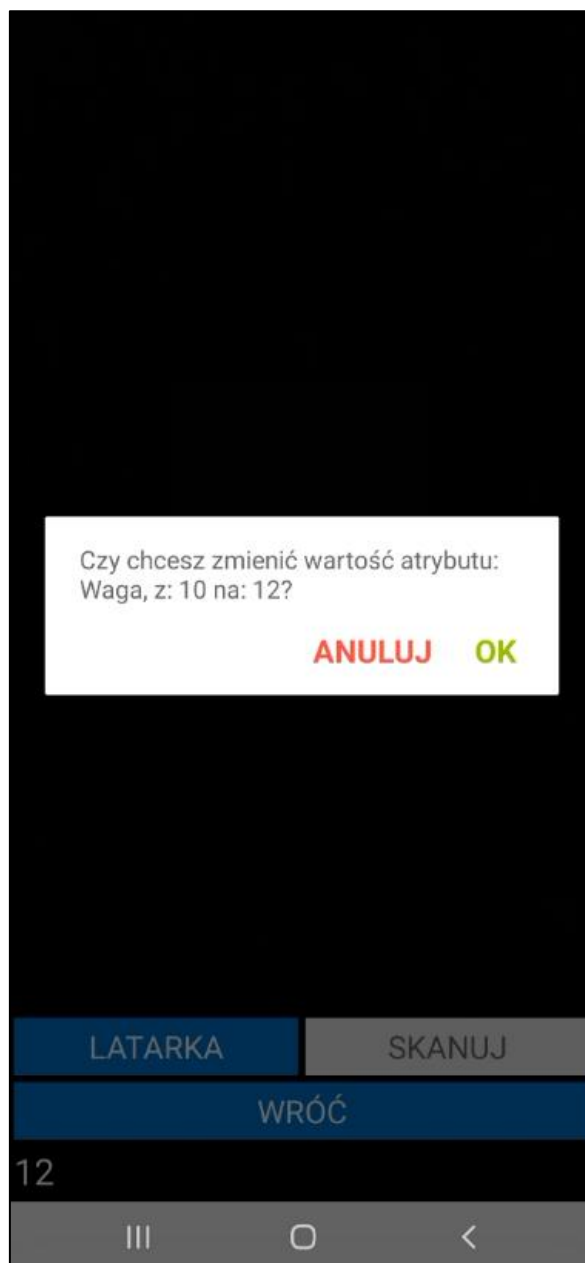 Czy chcesz zmienić wartość atrybutu:
Waga, z: 10 na: 12?
ANULUJ OK
LATARKA SKANUJ
WRÓĆ
12